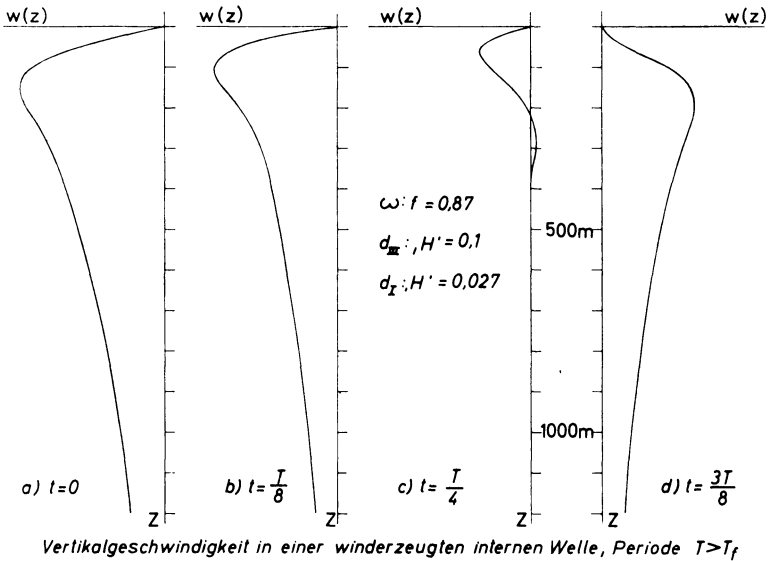 w(z)
w(z)
w(z)
w(z)
ω:f = 0,87
d_III:,H' = 0,1
d_I:,H' = 0,027
500m
1000m
a) t=0
b) t= T/8
c) t= T/4
d) t= 3T/8
Z
Z
Z
Z
Vertikalgeschwindigkeit in einer winderzeugten internen Welle, Periode T>T_f